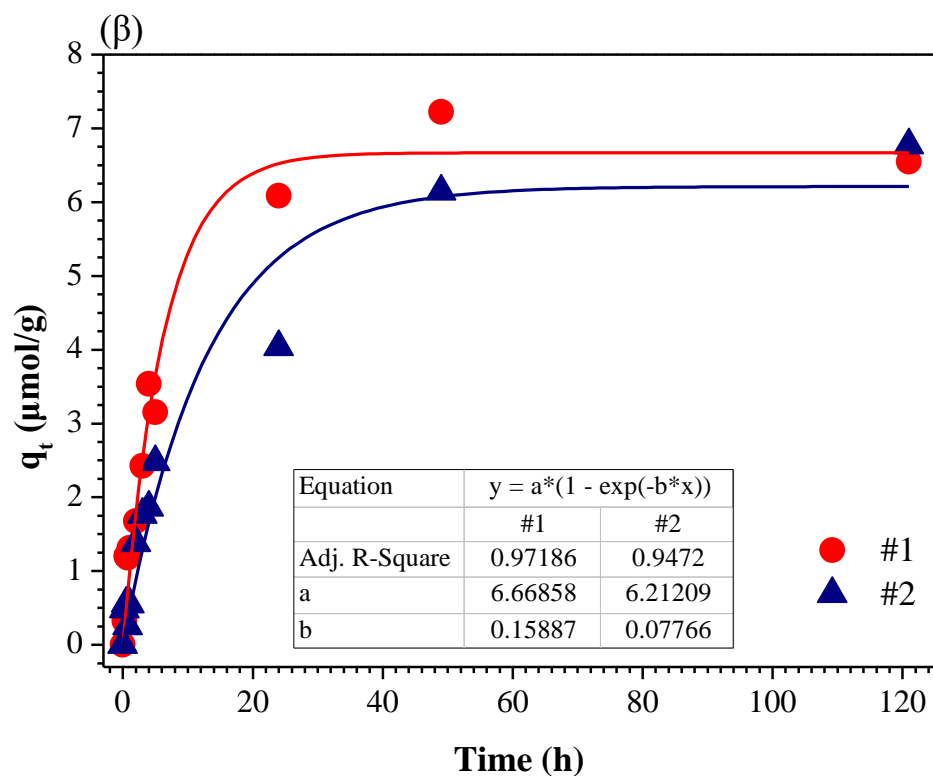 (β)
8
7
6
5
4
3
2
1
0
q_t (μmol/g)
0 20 40 60 80 100 120
Time (h)
Equation y = a*(1 - exp(-b*x))
#1 #2
Adj. R-Square 0.97186 0.9472
a 6.66858 6.21209
b 0.15887 0.07766
#1
#2